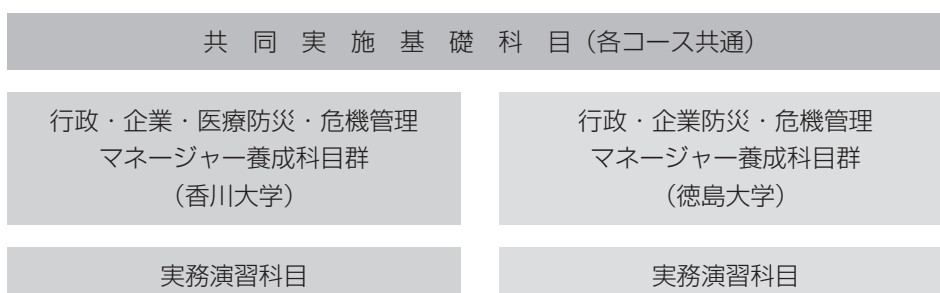 共 同 実 施 基 礎 科 目（各コース共通）
行政・企業・医療防災・危機管理
マネージャー養成科目群
（香川大学）
行政・企業防災・危機管理
マネージャー養成科目群
（徳島大学）
実務演習科目
実務演習科目